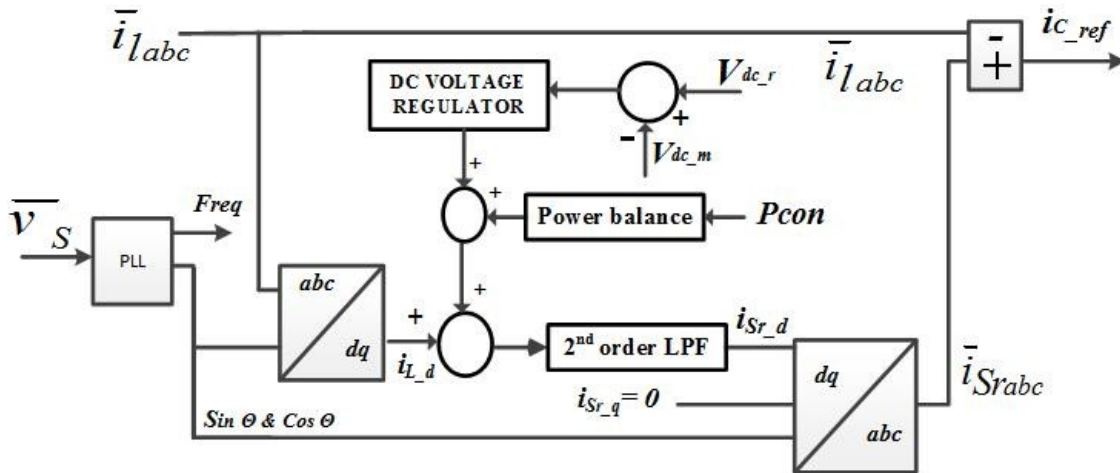 i̅labc
i̅labc
-
+
iC_ref
DC VOLTAGE
REGULATOR
Vdc_r
+
-
Vdc_m
+
+
Power balance
Pcon
v̅S
PLL
Freq
abc
dq
+
+
iL_d
2nd order LPF
iSr_d
iSr_q= 0
Sin Θ & Cos Θ
dq
abc
i̅Srabc